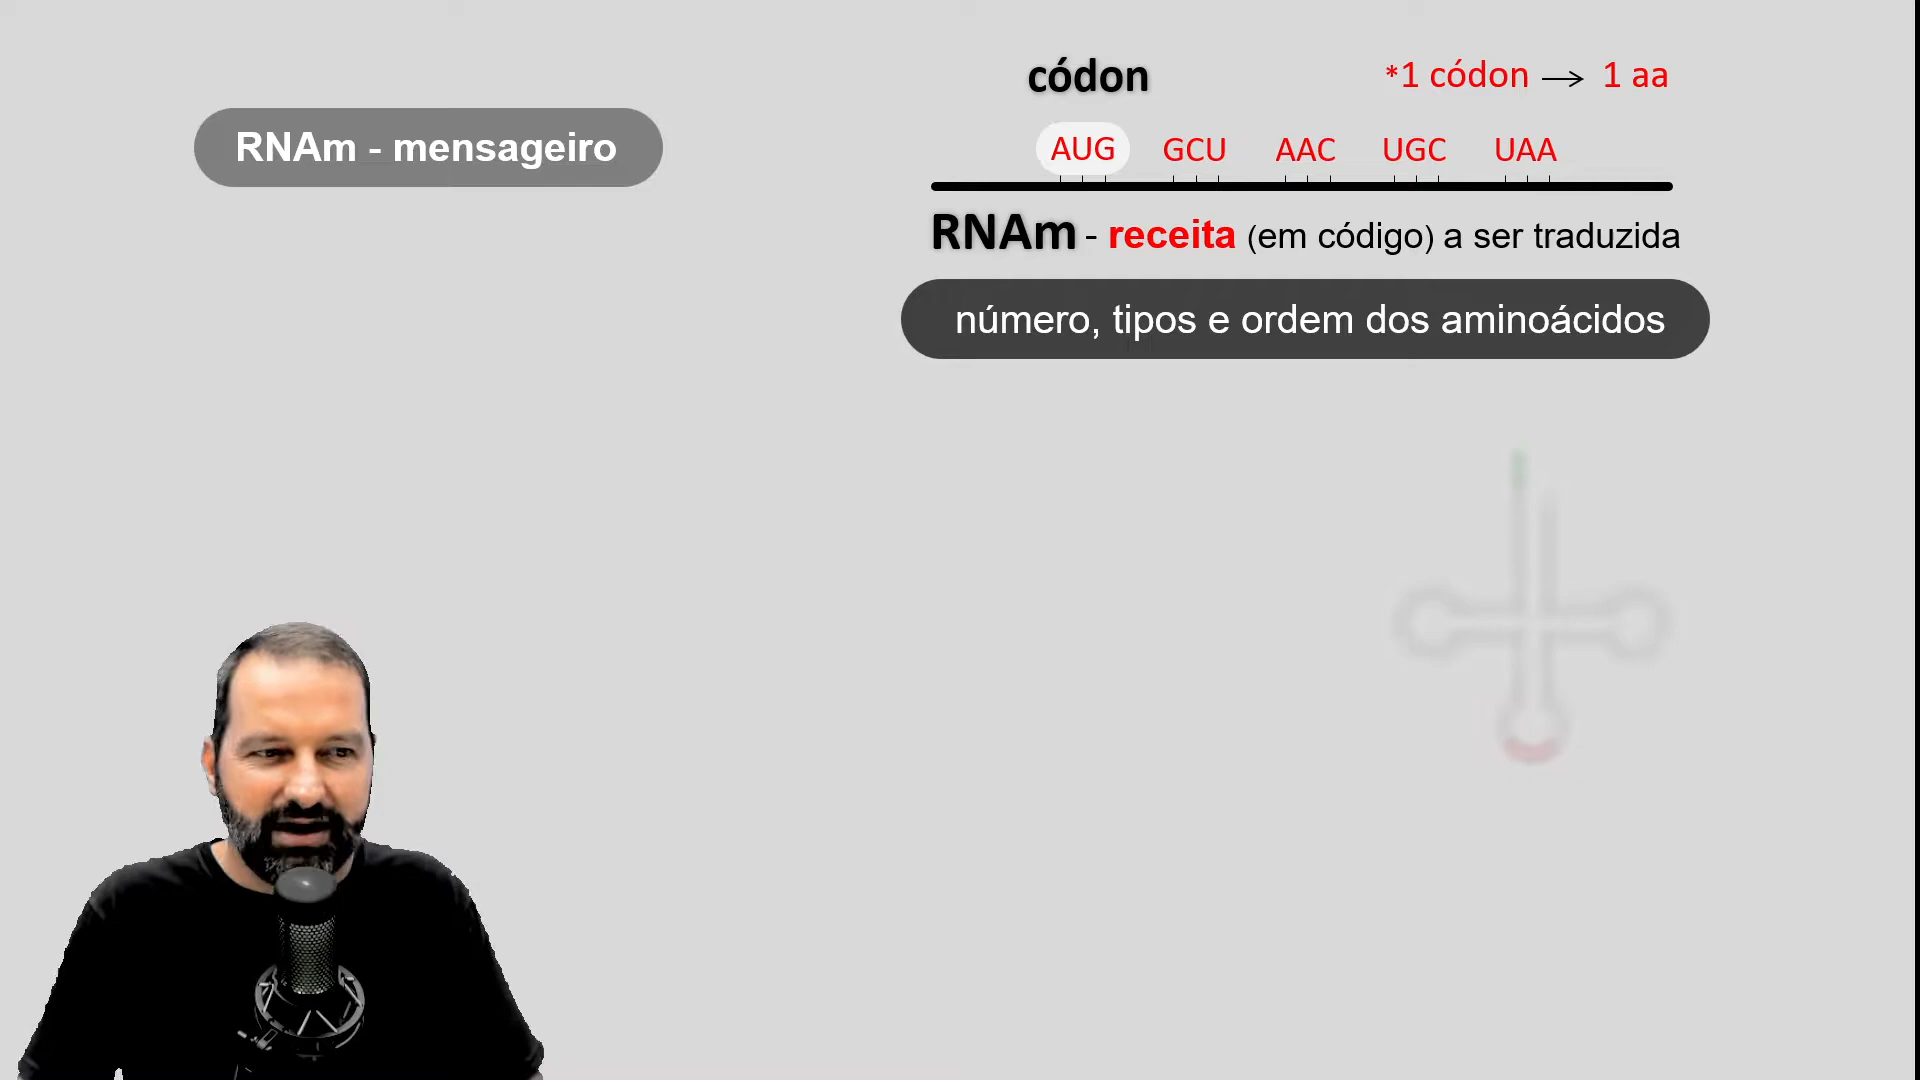 códon
*1 códon → 1 aa
RNAm - mensageiro
AUG GCU AAC UGC UAA
RNAm - receita (em código) a ser traduzida
número, tipos e ordem dos aminoácidos